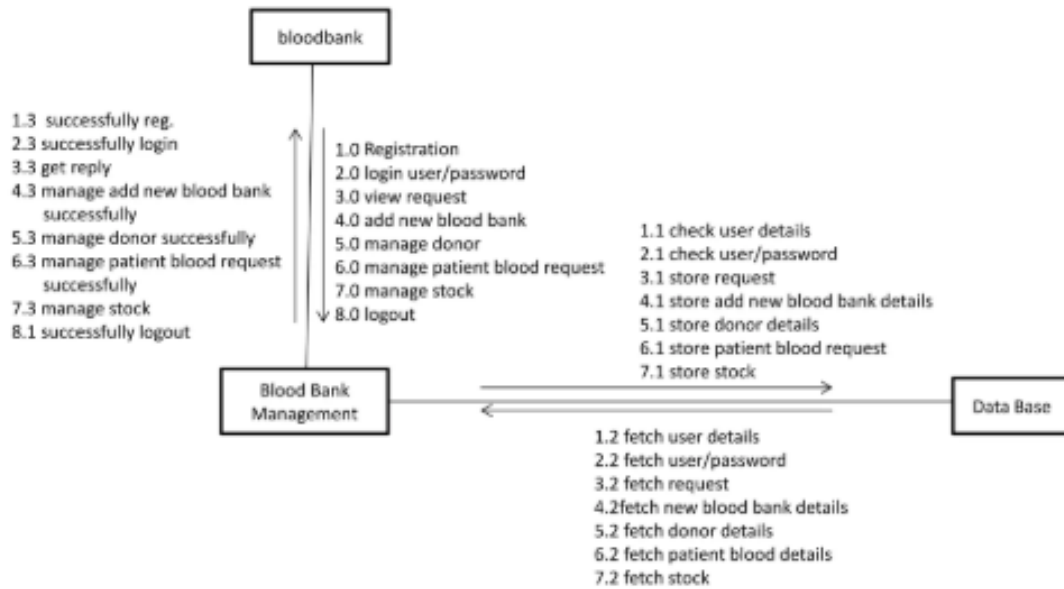 bloodbank
1.3 successfully reg.
2.3 successfully login
3.3 get reply
4.3 manage add new blood bank
successfully
5.3 manage donor successfully
6.3 manage patient blood request
successfully
7.3 manage stock
8.1 successfully logout
1.0 Registration
2.0 login user/password
3.0 view request
4.0 add new blood bank
5.0 manage donor
6.0 manage patient blood request
7.0 manage stock
8.0 logout
1.1 check user details
2.1 check user/password
3.1 store request
4.1 store add new blood bank details
5.1 store donor details
6.1 store patient blood request
7.1 store stock
Blood Bank
Management
Data Base
1.2 fetch user details
2.2 fetch user/password
3.2 fetch request
4.2fetch new blood bank details
5.2 fetch donor details
6.2 fetch patient blood details
7.2 fetch stock